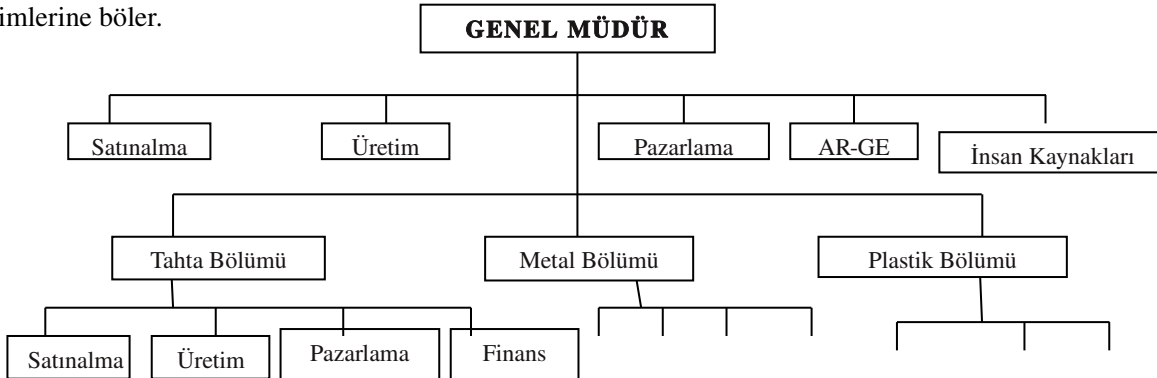 imlerine böler.
GENEL MÜDÜR
Satınalma Üretim Pazarlama AR-GE İnsan Kaynakları
Tahta Bölümü Metal Bölümü Plastik Bölümü
Satınalma Üretim Pazarlama Finans